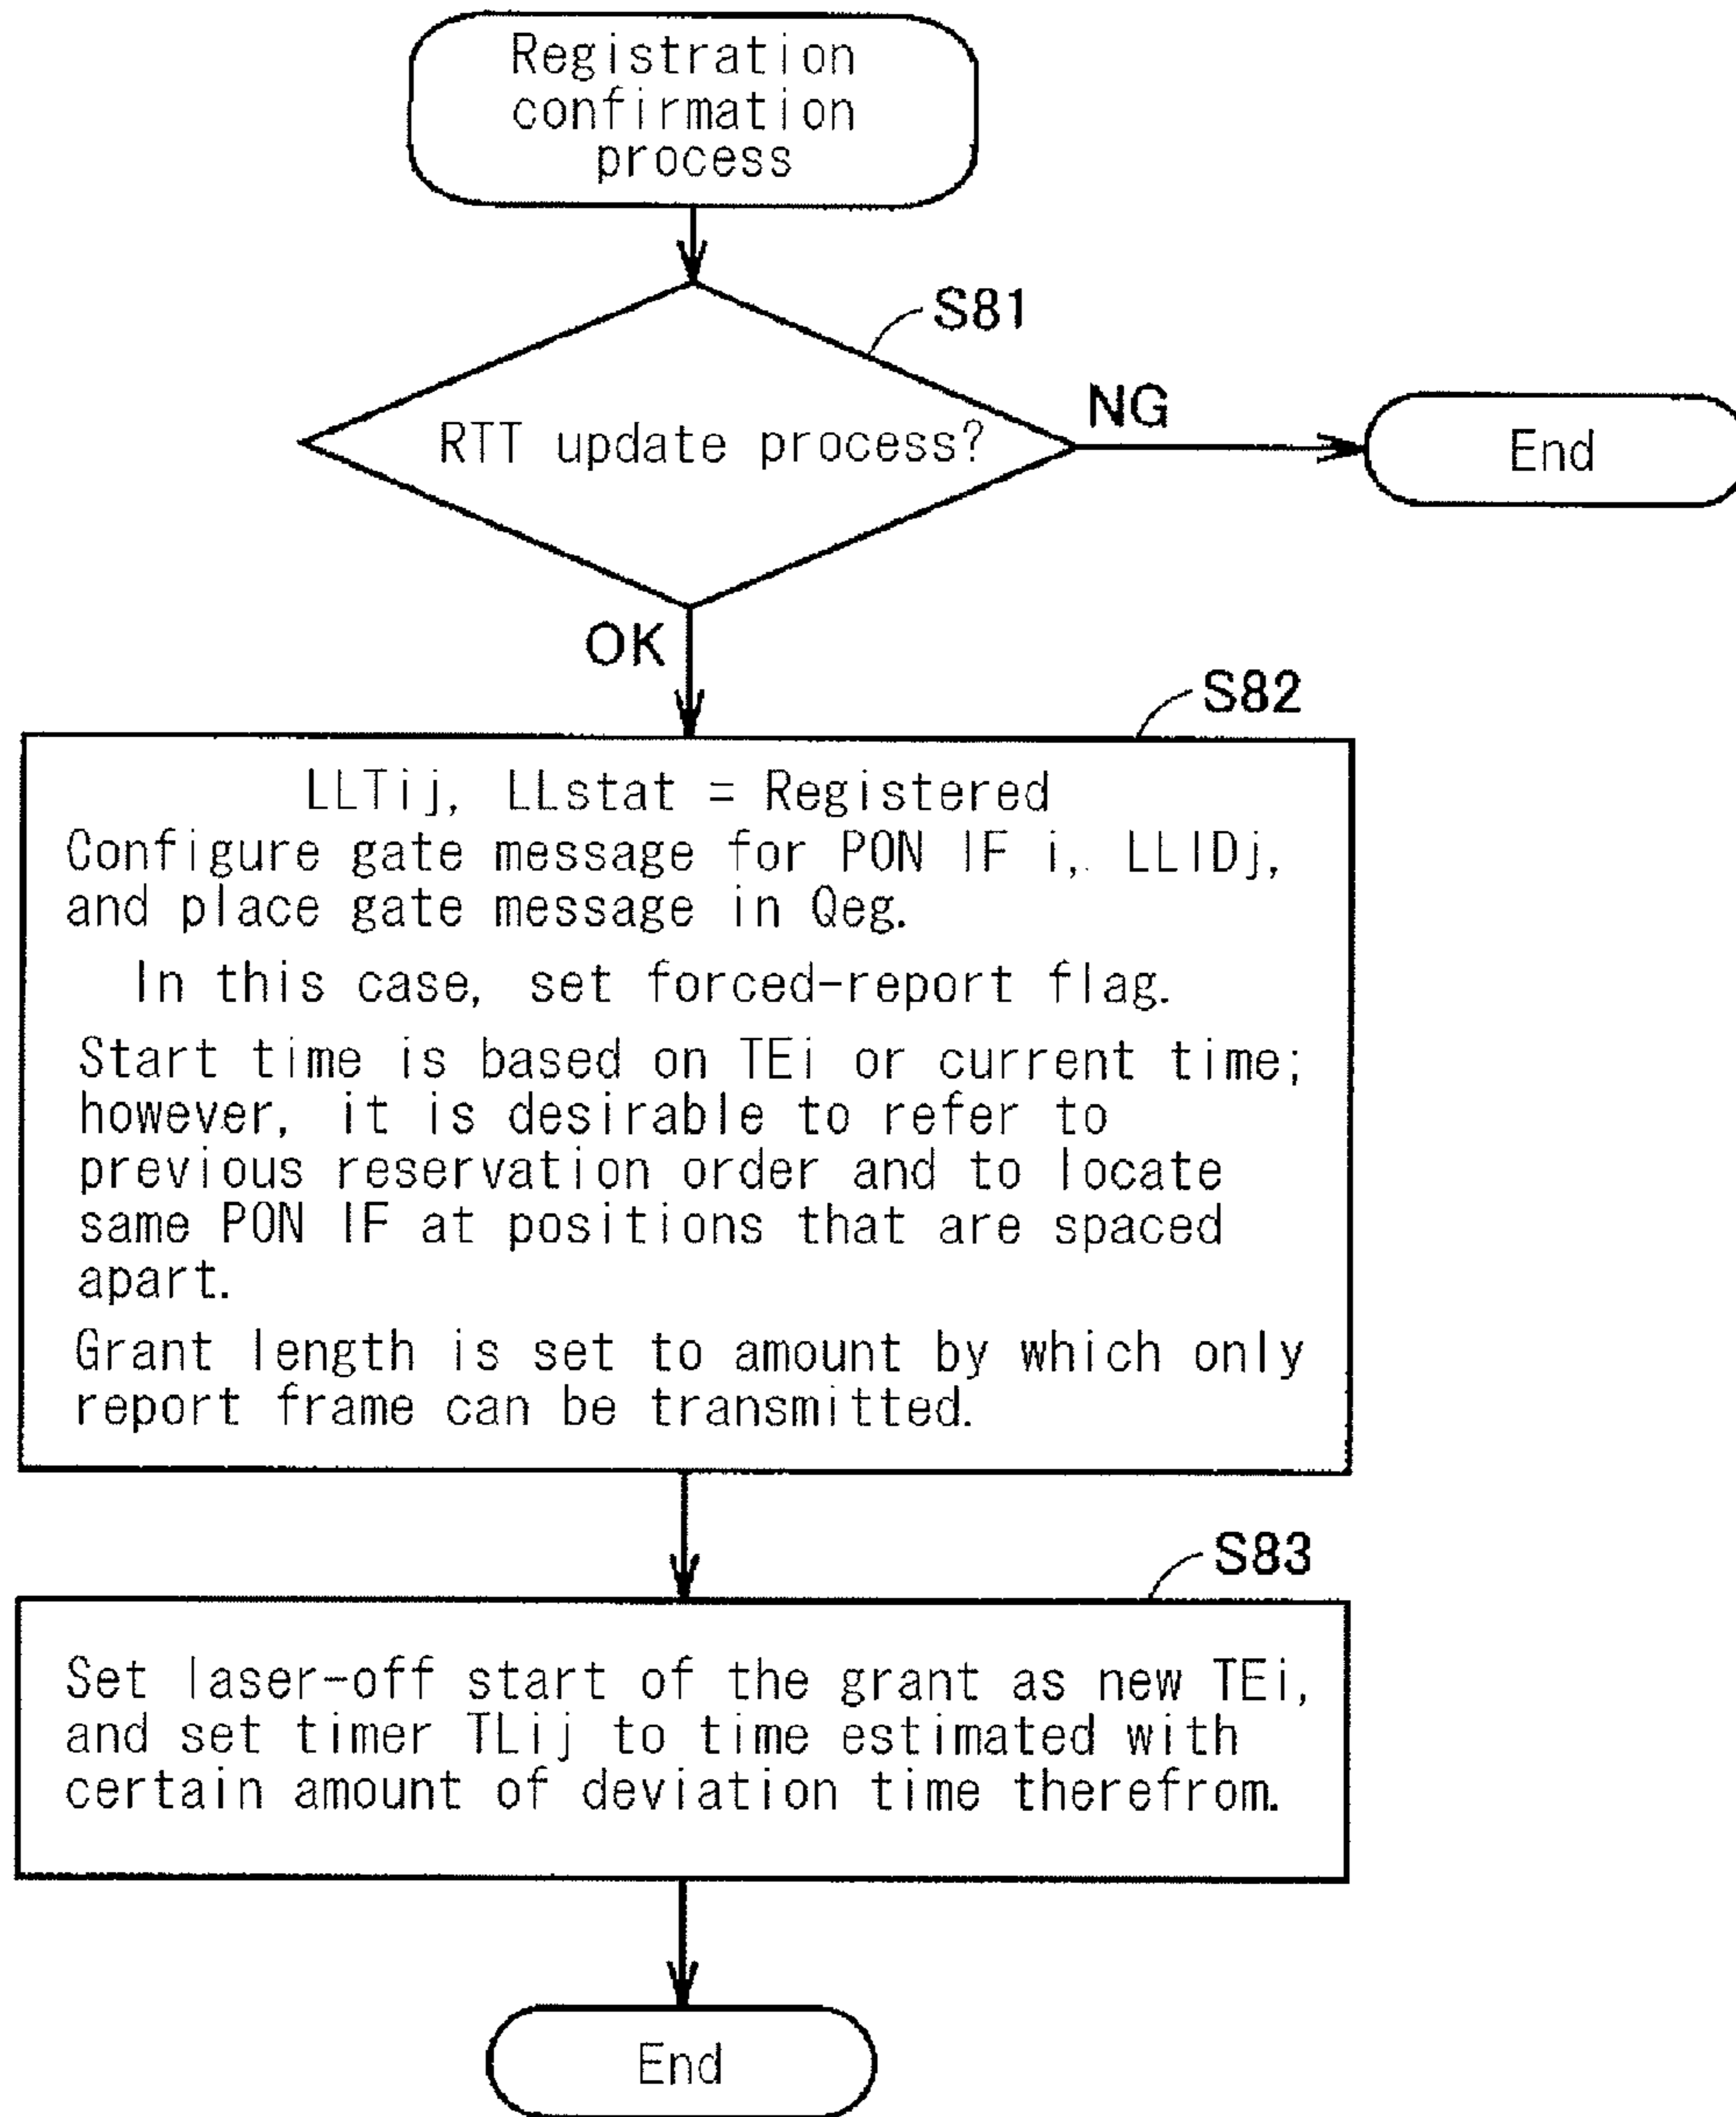 Registration
confirmation
process
S81
RTT update process?
NG
End
OK
S82
LLTij, LLstat = Registered
Configure gate message for PON IF i, LLIDj,
and place gate message in Qeg.
In this case, set forced-report flag.
Start time is based on TEi or current time;
however, it is desirable to refer to
previous reservation order and to locate
same PON IF at positions that are spaced
apart.
Grant length is set to amount by which only
report frame can be transmitted.
S83
Set laser-off start of the grant as new TEi,
and set timer TLij to time estimated with
certain amount of deviation time therefrom.
End